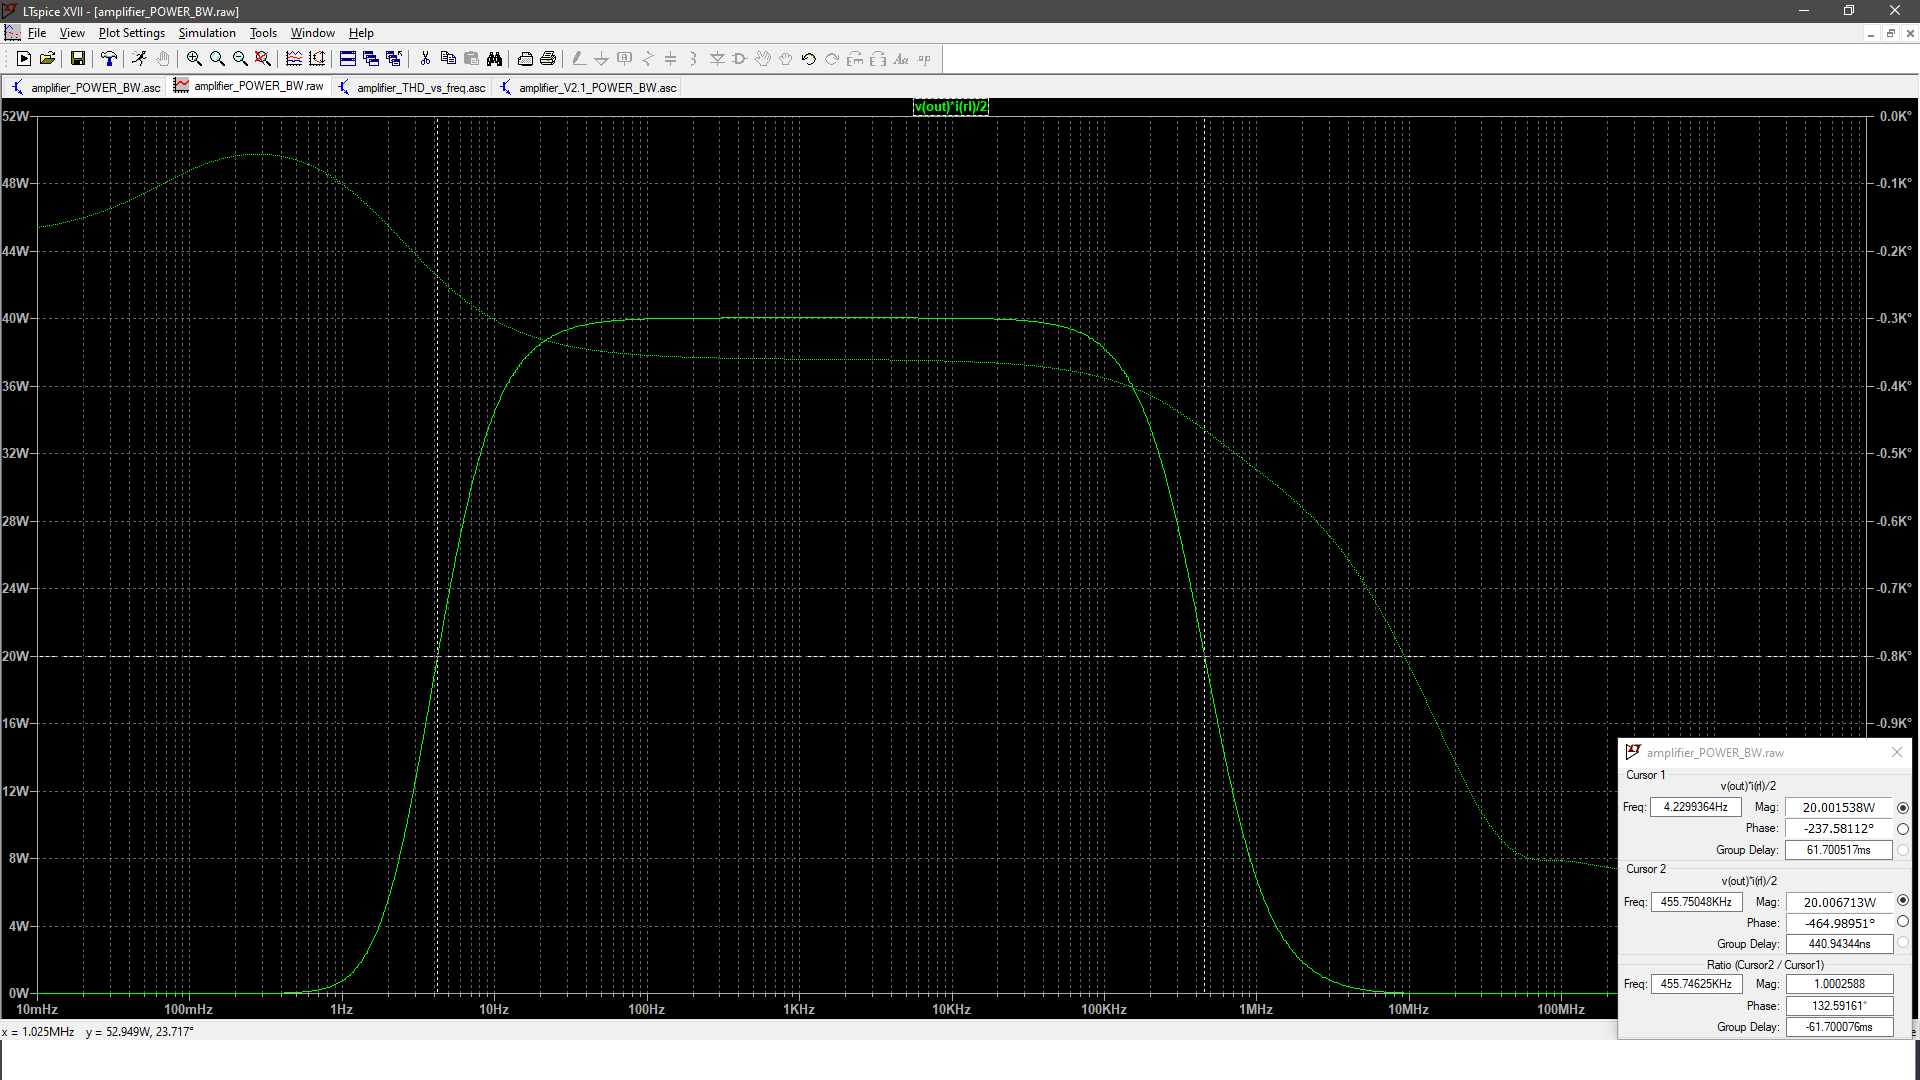 LTspice XVII - [amplifier_POWER_BW.raw]
File View Plot Settings Simulation Tools Window Help
amplifier_POWER_BW.asc amplifier_POWER_BW.raw amplifier_THD_vs_freq.asc amplifier_V2.1_POWER_BW.asc
v(out)*i(rl)/2
52W 0.0K°
48W -0.1K°
44W -0.2K°
40W -0.3K°
36W -0.4K°
32W -0.5K°
28W -0.6K°
24W -0.7K°
20W -0.8K°
16W -0.9K°
12W
8W
4W
0W
10mHz 100mHz 1Hz 10Hz 100Hz 1KHz 10KHz 100KHz 1MHz 10MHz 100MHz
amplifier_POWER_BW.raw
Cursor 1
v(out)*i(rl)/2
Freq: 4.2299364Hz Mag: 20.001538W
Phase: -237.58112°
Group Delay: 61.700517ms
Cursor 2
v(out)*i(rl)/2
Freq: 455.75048KHz Mag: 20.006713W
Phase: -464.98951°
Group Delay: 440.94344ns
Ratio (Cursor2 / Cursor1)
Freq: 455.74625KHz Mag: 1.0002588
Phase: 132.59161°
Group Delay: -61.700076ms
x = 1.025MHz y = 52.949W, 23.717°